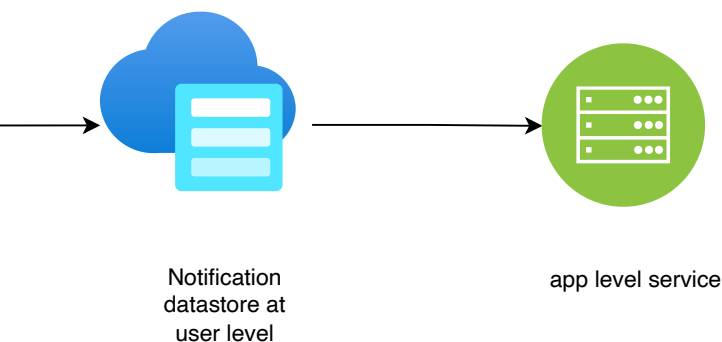 Notification
datastore at
user level
app level service